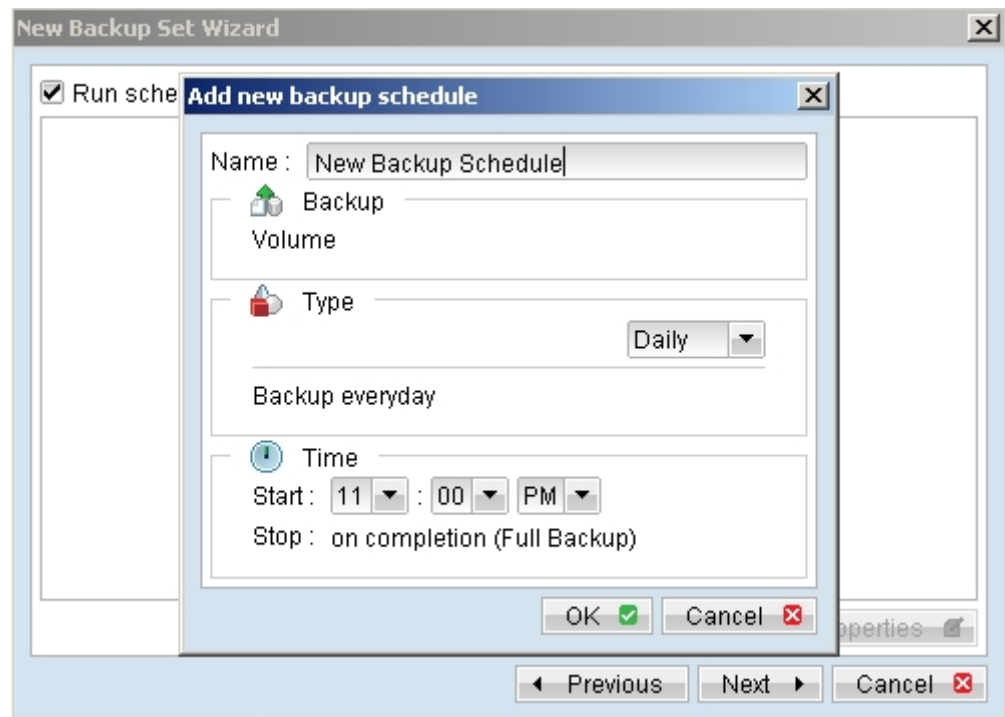 New Backup Set Wizard
Run sche
Add new backup schedule
Name : New Backup Schedule
Backup
Volume
Type
Daily
Backup everyday
Time
Start : 11 : 00 PM
Stop : on completion (Full Backup)
OK Cancel
operties
Previous Next Cancel